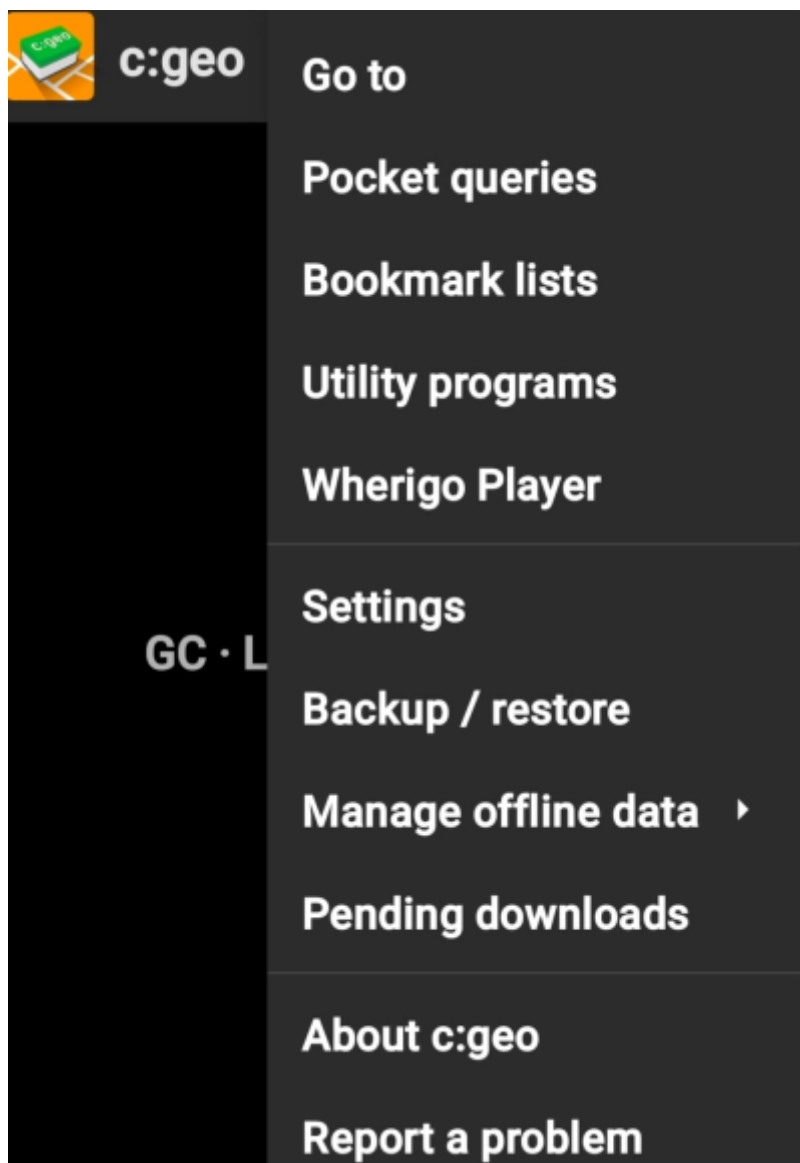 c:geo
c:geo
Go to
Pocket queries
Bookmark lists
Utility programs
Wherigo Player
Settings
GC · L
Backup / restore
Manage offline data
Pending downloads
About c:geo
Report a problem